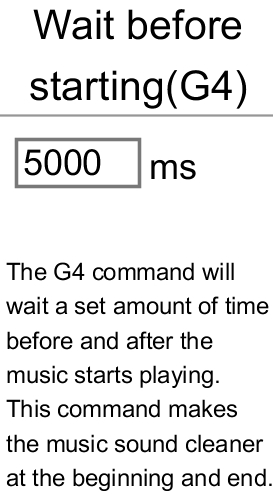 Wait before
starting(G4)
5000 ms
The G4 command will
wait a set amount of time
before and after the
music starts playing.
This command makes
the music sound cleaner
at the beginning and end.